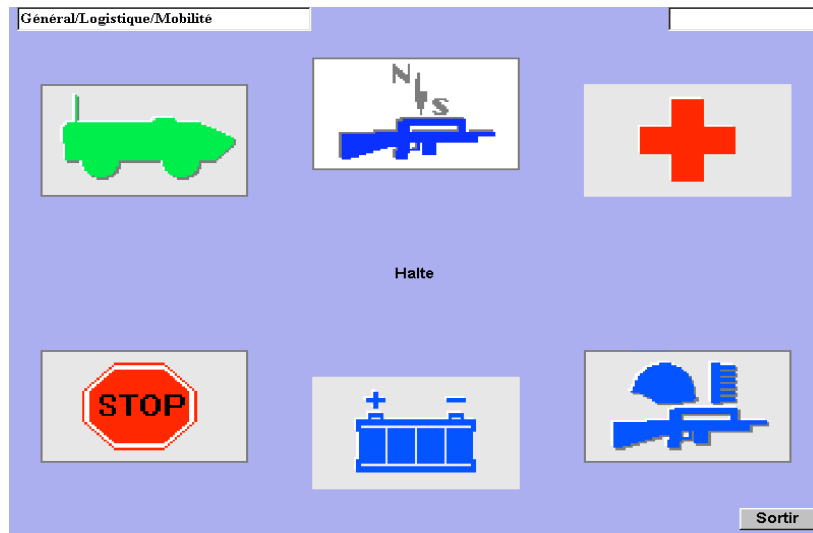 Général/Logistique/Mobilité
N
S
Halte
STOP
+ −
Sortir